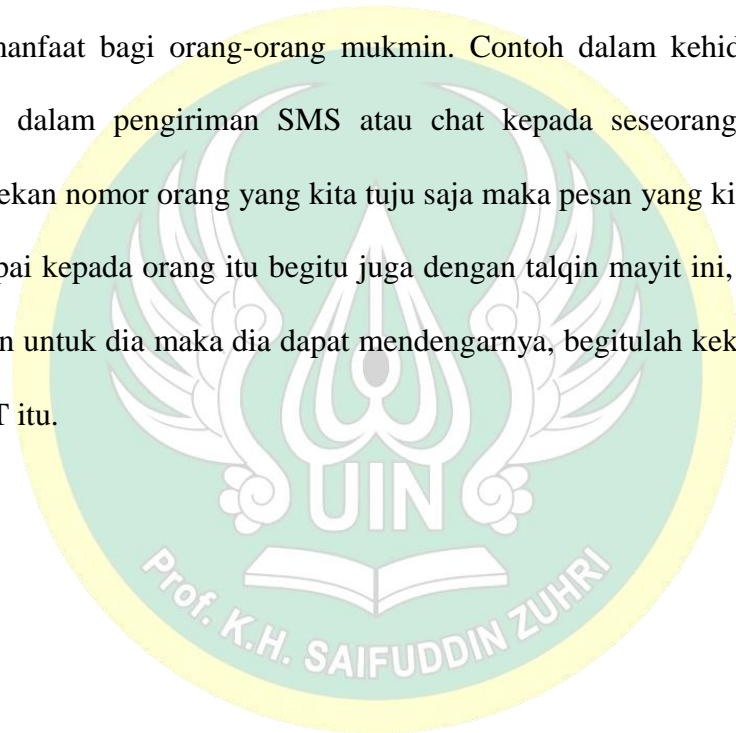 manfaat bagi orang-orang mukmin. Contoh dalam kehid
dalam pengiriman SMS atau chat kepada seseorang
ekan nomor orang yang kita tuju saja maka pesan yang ki
pai kepada orang itu begitu juga dengan talqin mayit ini,
n untuk dia maka dia dapat mendengarnya, begitulah kek
T itu.
UIN
Prof. K.H. SAIFUDDIN ZUHRI